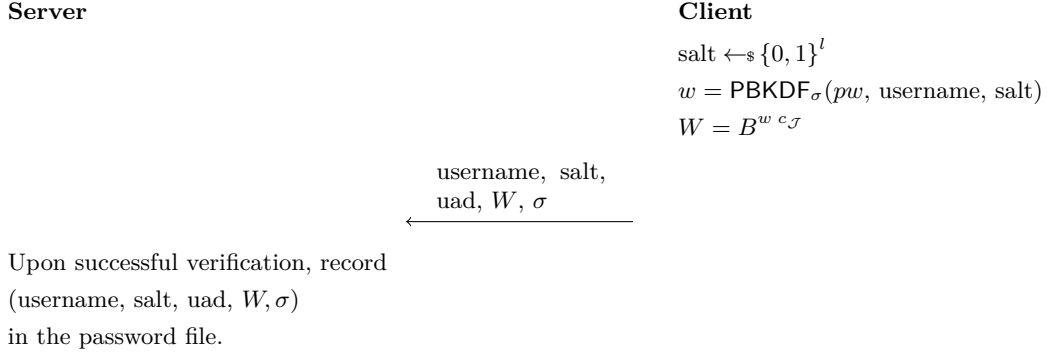 Server
Client
salt ←$ {0, 1}^l
w = PBKDF_σ(pw, username, salt)
W = B^{w c_𝒥}
username, salt,
uad, W, σ
Upon successful verification, record
(username, salt, uad, W, σ)
in the password file.